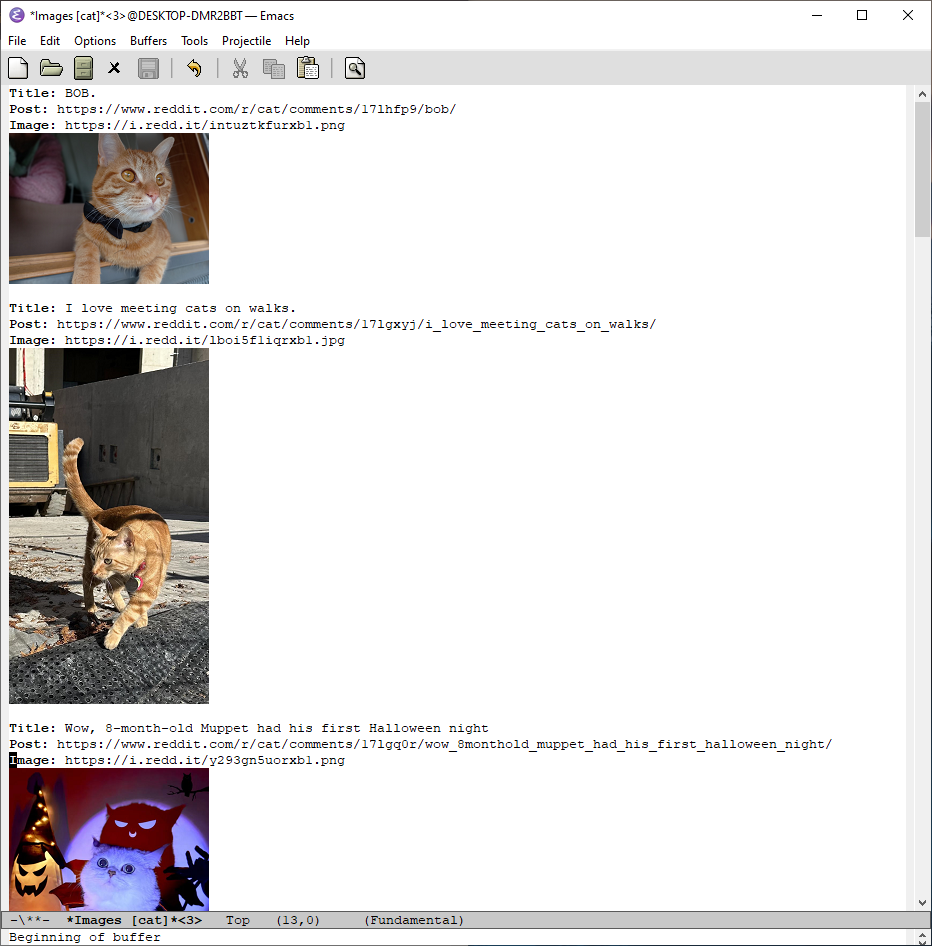 *Images [cat]*<3>@DESKTOP-DMR2BBT — Emacs
File Edit Options Buffers Tools Projectile Help
Title: BOB.
Post: https://www.reddit.com/r/cat/comments/17lhfp9/bob/
Image: https://i.redd.it/intuztkfurxb1.png
Title: I love meeting cats on walks.
Post: https://www.reddit.com/r/cat/comments/17lgxyj/i_love_meeting_cats_on_walks/
Image: https://i.redd.it/lboi5f1iqrxb1.jpg
Title: Wow, 8-month-old Muppet had his first Halloween night
Post: https://www.reddit.com/r/cat/comments/17lgq0r/wow_8monthold_muppet_had_his_first_halloween_night/
Image: https://i.redd.it/y293gn5uorxb1.png
-\**- *Images [cat]*<3> Top (13,0) (Fundamental)
Beginning of buffer